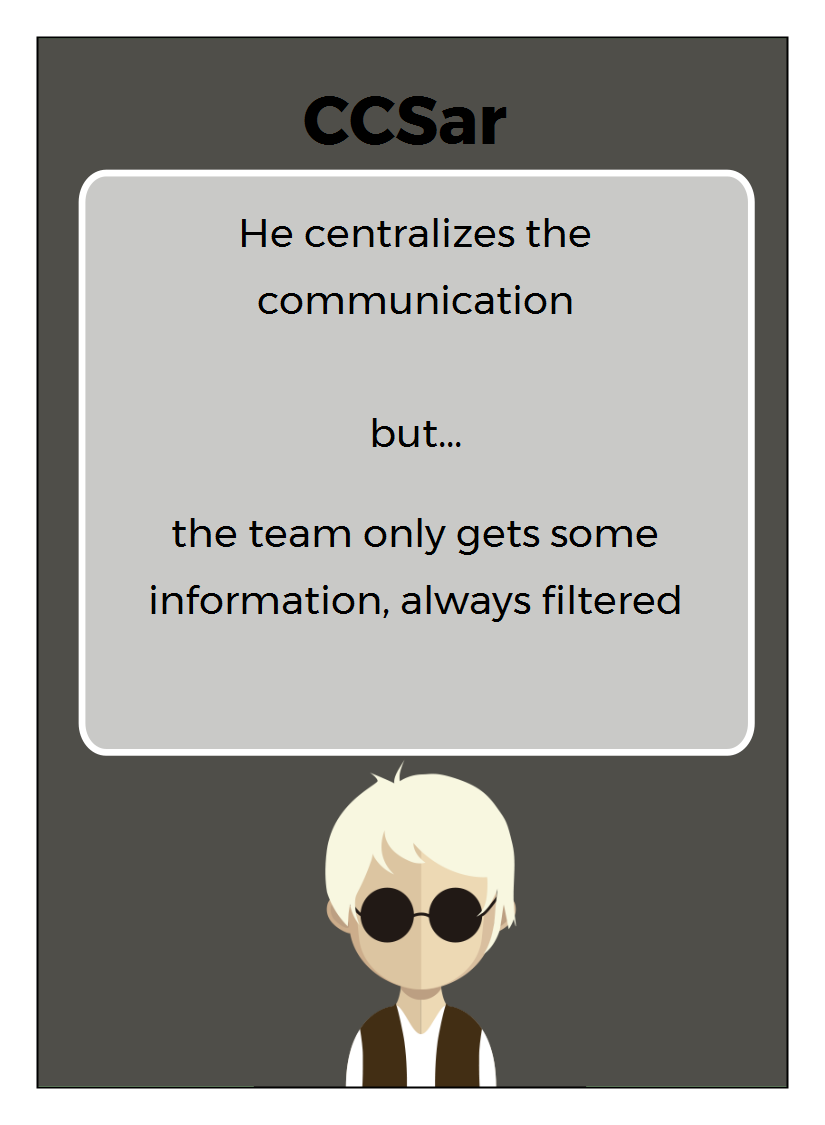 CCSar
He centralizes the
communication
but...
the team only gets some
information, always filtered